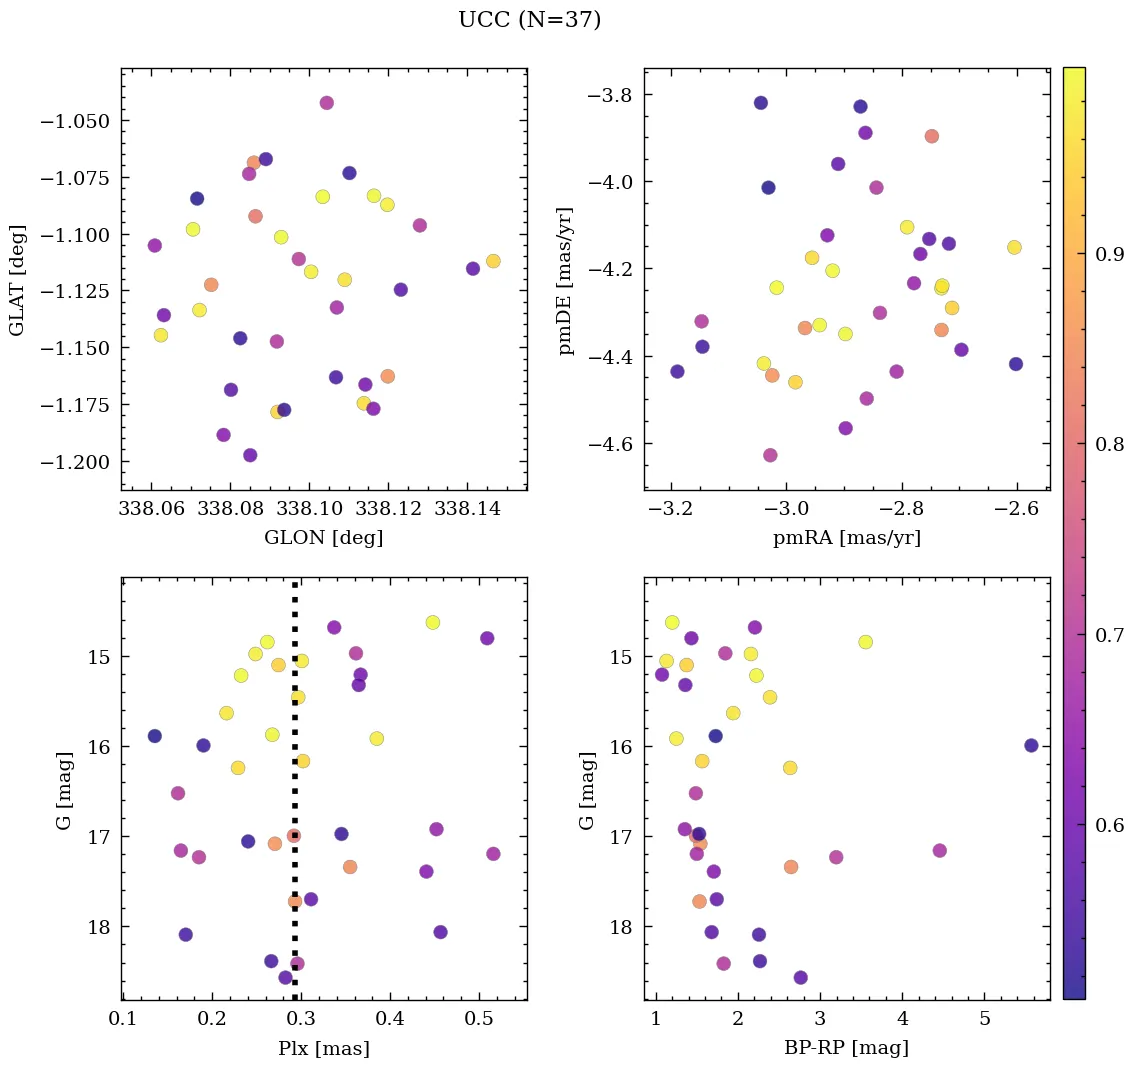 UCC (N=37)
−1.050
−1.075
−1.100
−1.125
−1.150
−1.175
−1.200
GLAT [deg]
338.06 338.08 338.10 338.12 338.14
GLON [deg]
−3.8
−4.0
−4.2
−4.4
−4.6
pmDE [mas/yr]
−3.2 −3.0 −2.8 −2.6
pmRA [mas/yr]
15
16
17
18
G [mag]
0.1 0.2 0.3 0.4 0.5
Plx [mas]
15
16
17
18
G [mag]
1 2 3 4 5
BP-RP [mag]
0.9
0.8
0.7
0.6